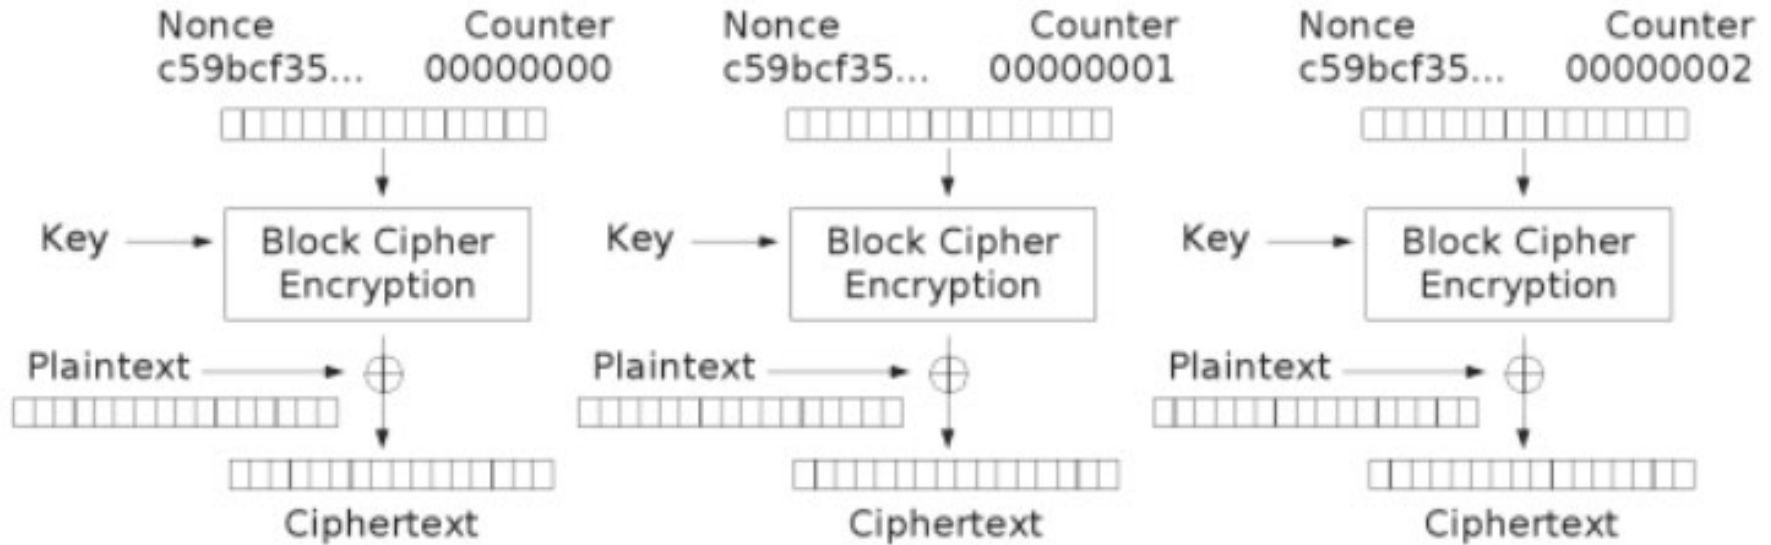 Nonce Counter Nonce Counter Nonce Counter
c59bcf35... 00000000 c59bcf35... 00000001 c59bcf35... 00000002
Key Block Cipher Encryption Key Block Cipher Encryption Key Block Cipher Encryption
Plaintext Plaintext Plaintext
Ciphertext Ciphertext Ciphertext